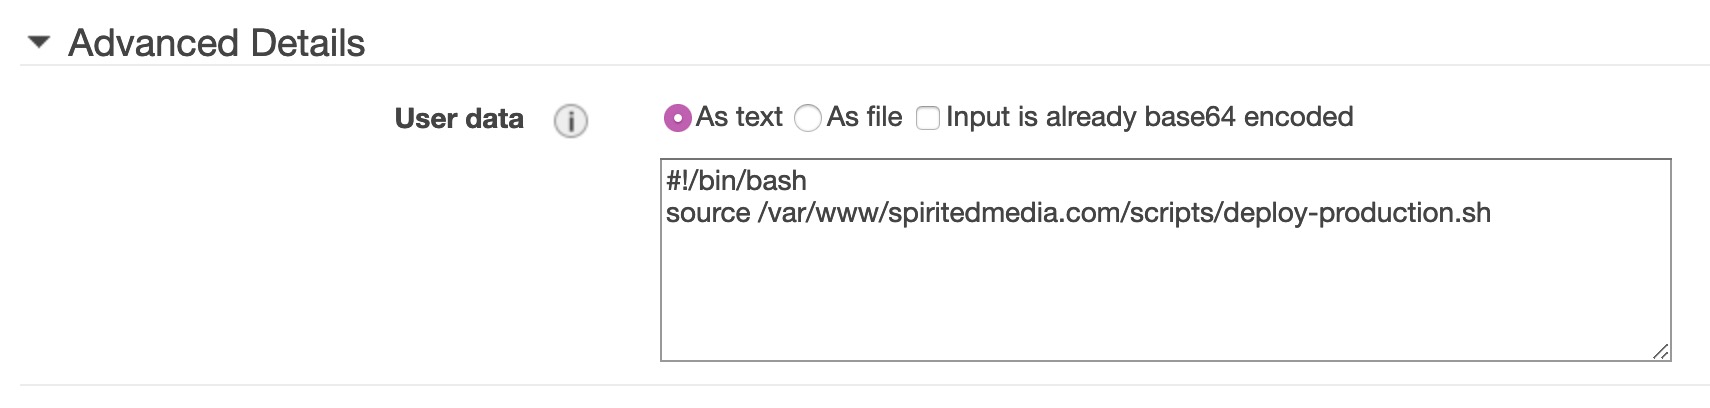 Advanced Details
User data i As text As file Input is already base64 encoded
#!/bin/bash
source /var/www/spiritedmedia.com/scripts/deploy-production.sh